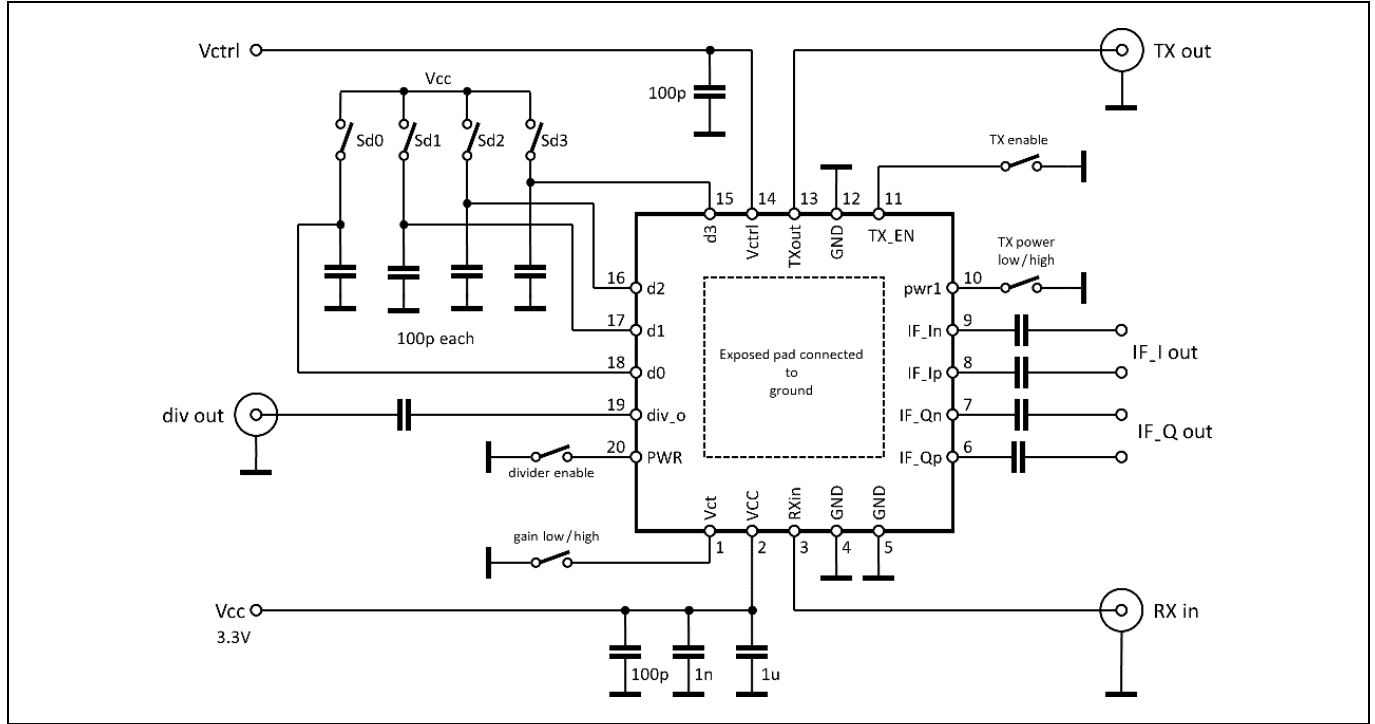 Vctrl
TX out
Vcc
100p
Sd0
Sd1
Sd2
Sd3
TX enable
15
14
13
12
11
d3
Vctrl
TXout
GND
TX_EN
TX power
low / high
16
d2
pwr1
10
100p each
17
d1
IF_In
9
IF_I out
Exposed pad connected
to
ground
18
d0
IF_Ip
8
div out
19
div_o
IF_Qn
7
IF_Q out
20
PWR
IF_Qp
6
divider enable
Vct
VCC
RXin
GND
GND
gain low / high
1
2
3
4
5
Vcc
3.3V
RX in
100p
1n
1u